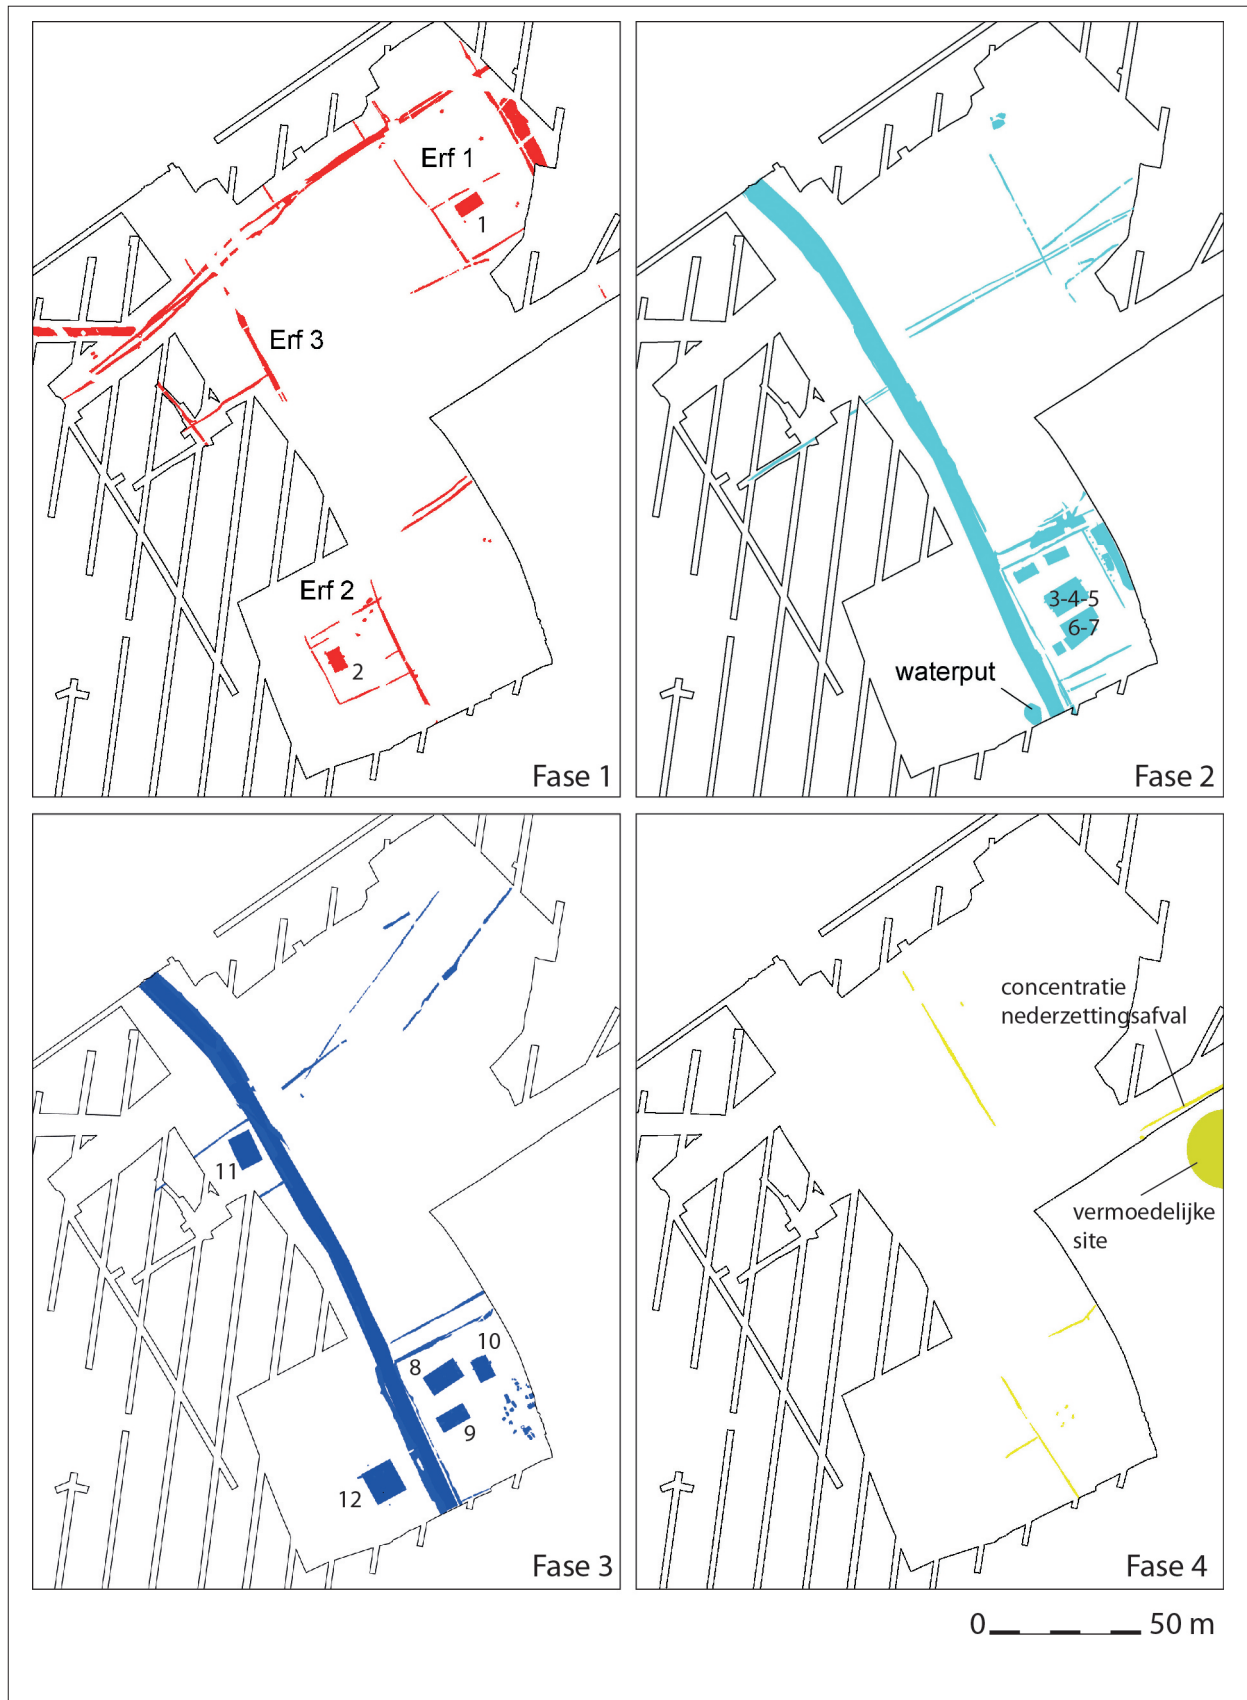 Erf 1
1
Erf 3
Erf 2
2
Fase 1
3-4-5
6-7
waterput
Fase 2
11
10
8
9
12
Fase 3
concentratie
nederzettingsafval
vermoedelijke
site
Fase 4
0 50 m